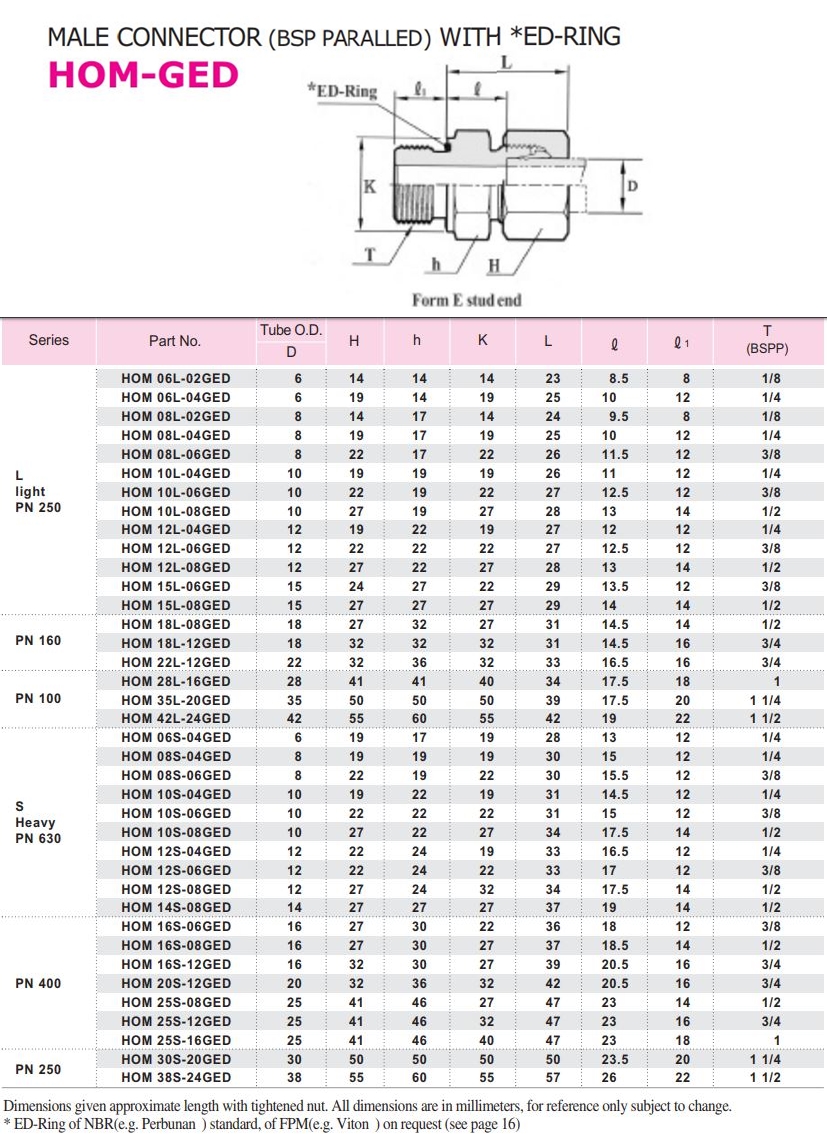 MALE CONNECTOR (BSP PARALLED) WITH *ED-RING
HOM-GED
L
*ED-Ring ℓ₁ ℓ
K
D
T
h H
Form E stud end
Series Part No. Tube O.D. D H h K L ℓ ℓ 1 T (BSPP)
L light PN 250
HOM 06L-02GED 6 14 14 14 23 8.5 8 1/8
HOM 06L-04GED 6 19 14 19 25 10 12 1/4
HOM 08L-02GED 8 14 17 14 24 9.5 8 1/8
HOM 08L-04GED 8 19 17 19 25 10 12 1/4
HOM 08L-06GED 8 22 17 22 26 11.5 12 3/8
HOM 10L-04GED 10 19 19 19 26 11 12 1/4
HOM 10L-06GED 10 22 19 22 27 12.5 12 3/8
HOM 10L-08GED 10 27 19 27 28 13 14 1/2
HOM 12L-04GED 12 19 22 19 27 12 12 1/4
HOM 12L-06GED 12 22 22 22 27 12.5 12 3/8
HOM 12L-08GED 12 27 22 27 28 13 14 1/2
HOM 15L-06GED 15 24 27 22 29 13.5 12 3/8
HOM 15L-08GED 15 27 27 27 29 14 14 1/2
PN 160
HOM 18L-08GED 18 27 32 27 31 14.5 14 1/2
HOM 18L-12GED 18 32 32 32 31 14.5 16 3/4
HOM 22L-12GED 22 32 36 32 33 16.5 16 3/4
PN 100
HOM 28L-16GED 28 41 41 40 34 17.5 18 1
HOM 35L-20GED 35 50 50 50 39 17.5 20 1 1/4
HOM 42L-24GED 42 55 60 55 42 19 22 1 1/2
S Heavy PN 630
HOM 06S-04GED 6 19 17 19 28 13 12 1/4
HOM 08S-04GED 8 19 19 19 30 15 12 1/4
HOM 08S-06GED 8 22 19 22 30 15.5 12 3/8
HOM 10S-04GED 10 19 22 19 31 14.5 12 1/4
HOM 10S-06GED 10 22 22 22 31 15 12 3/8
HOM 10S-08GED 10 27 22 27 34 17.5 14 1/2
HOM 12S-04GED 12 22 24 19 33 16.5 12 1/4
HOM 12S-06GED 12 22 24 22 33 17 12 3/8
HOM 12S-08GED 12 27 24 32 34 17.5 14 1/2
HOM 14S-08GED 14 27 27 27 37 19 14 1/2
PN 400
HOM 16S-06GED 16 27 30 22 36 18 12 3/8
HOM 16S-08GED 16 27 30 27 37 18.5 14 1/2
HOM 16S-12GED 16 32 30 27 39 20.5 16 3/4
HOM 20S-12GED 20 32 36 32 42 20.5 16 3/4
HOM 25S-08GED 25 41 46 27 47 23 14 1/2
HOM 25S-12GED 25 41 46 32 47 23 16 3/4
HOM 25S-16GED 25 41 46 40 47 23 18 1
PN 250
HOM 30S-20GED 30 50 50 50 50 23.5 20 1 1/4
HOM 38S-24GED 38 55 60 55 57 26 22 1 1/2
Dimensions given approximate length with tightened nut. All dimensions are in millimeters, for reference only subject to change.
* ED-Ring of NBR(e.g. Perbunan ) standard, of FPM(e.g. Viton ) on request (see page 16)